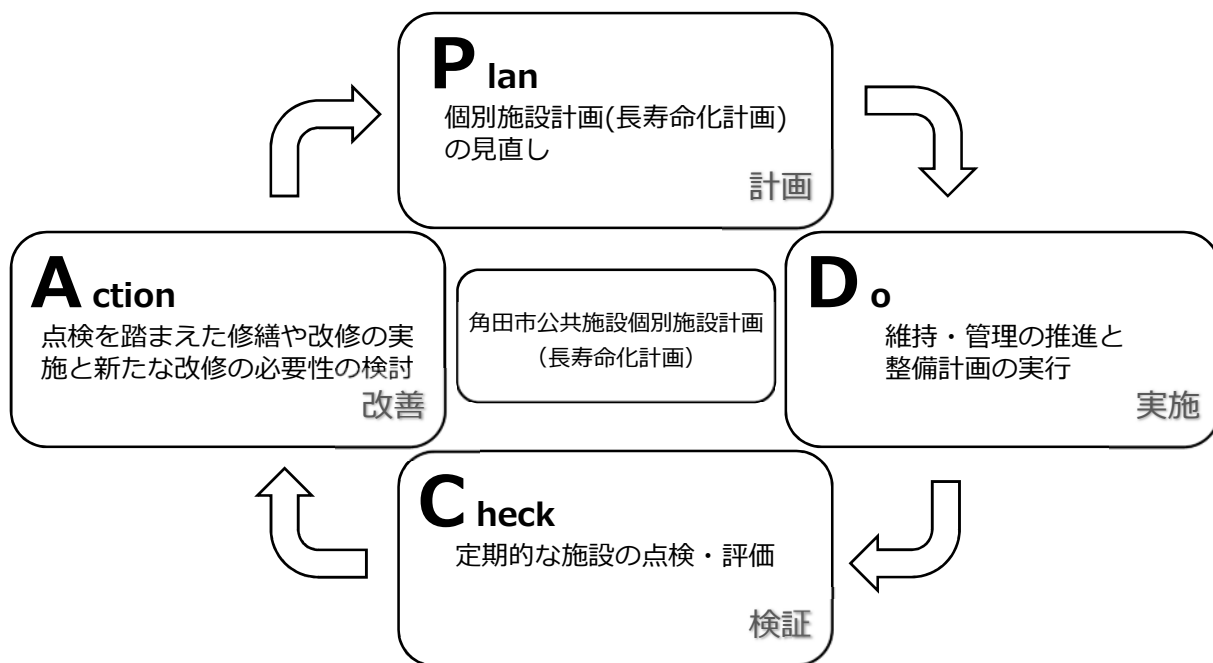 Plan
個別施設計画(長寿命化計画)
の見直し
計画
Action
点検を踏まえた修繕や改修の実
施と新たな改修の必要性の検討
改善
角田市公共施設個別施設計画
（長寿命化計画）
Do
維持・管理の推進と
整備計画の実行
実施
Check
定期的な施設の点検・評価
検証